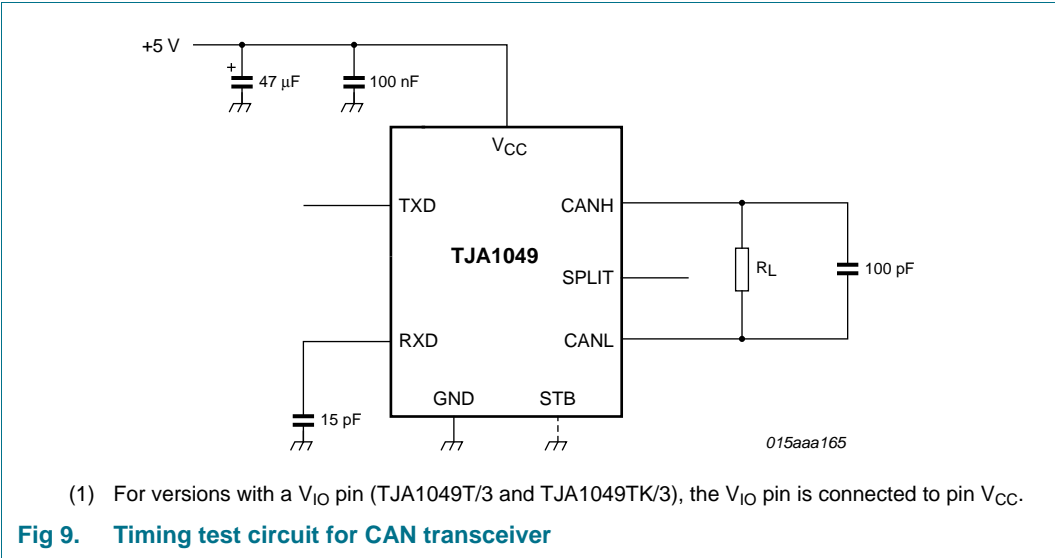 +5 V
+
47 μF
100 nF
VCC
TXD
CANH
TJA1049
SPLIT
RL
100 pF
RXD
CANL
GND
STB
15 pF
015aaa165
(1) For versions with a VIO pin (TJA1049T/3 and TJA1049TK/3), the VIO pin is connected to pin VCC.
Fig 9. Timing test circuit for CAN transceiver